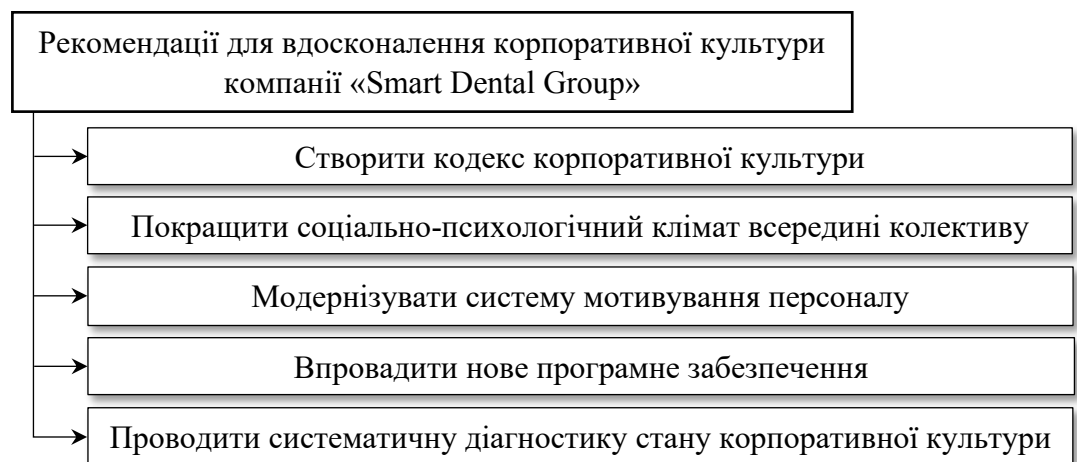 Рекомендації для вдосконалення корпоративної культури
компанії «Smart Dental Group»
Створити кодекс корпоративної культури
Покращити соціально-психологічний клімат всередині колективу
Модернізувати систему мотивування персоналу
Впровадити нове програмне забезпечення
Проводити систематичну діагностику стану корпоративної культури